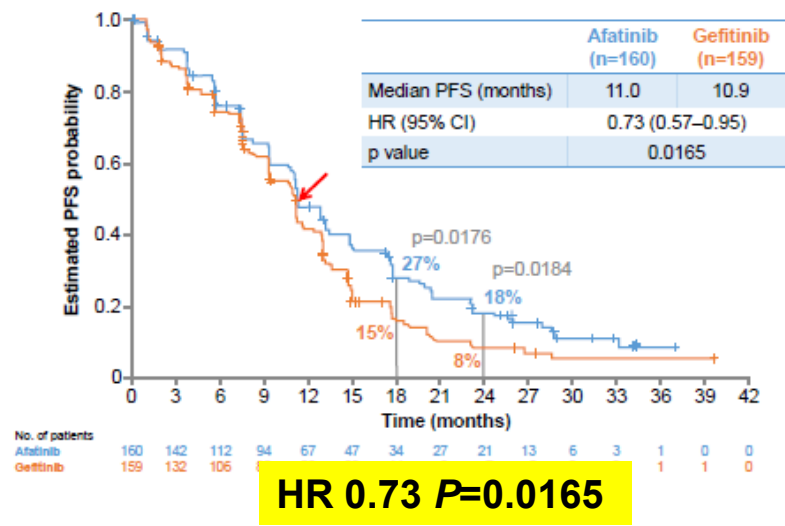 Afatinib Gefitinib
(n=160) (n=159)
Median PFS (months) 11.0 10.9
HR (95% CI) 0.73 (0.57–0.95)
p value 0.0165
Estimated PFS probability
1.0
0.8
0.6
0.4
0.2
0
p=0.0176
p=0.0184
27%
18%
15%
8%
0 3 6 9 12 15 18 21 24 27 30 33 36 39 42
Time (months)
No. of patients
Afatinib 160 142 112 94 67 47 34 27 21 13 6 3 1 0 0
Gefitinib 159 132 106 1 1 0
HR 0.73 P=0.0165